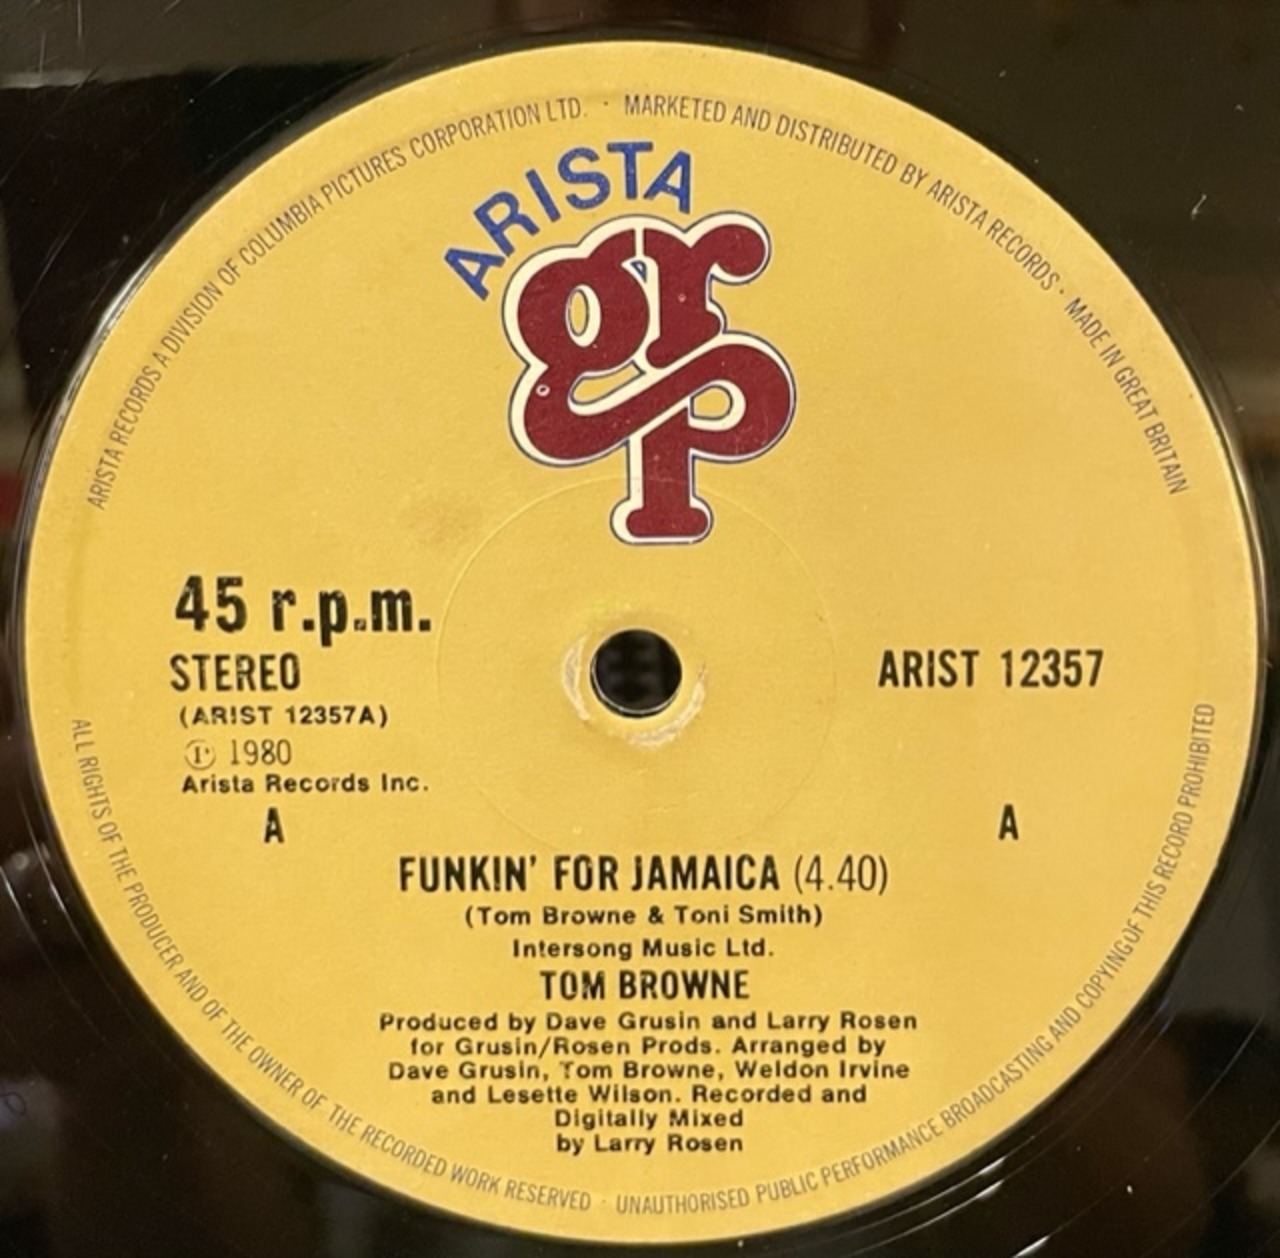 ARISTA RECORDS A DIVISION OF COLUMBIA PICTURES CORPORATION LTD. · MARKETED AND DISTRIBUTED BY ARISTA RECORDS · MADE IN GREAT BRITAIN
ARISTA
grp
45 r.p.m.
STEREO
ARIST 12357
(ARIST 12357A)
℗ 1980
Arista Records Inc.
A
A
FUNKIN' FOR JAMAICA (4.40)
(Tom Browne & Toni Smith)
Intersong Music Ltd.
TOM BROWNE
Produced by Dave Grusin and Larry Rosen
for Grusin/Rosen Prods. Arranged by
Dave Grusin, Tom Browne, Weldon Irvine
and Lesette Wilson. Recorded and
Digitally Mixed
by Larry Rosen
ALL RIGHTS OF THE PRODUCER AND OF THE OWNER OF THE RECORDED WORK RESERVED · UNAUTHORISED PUBLIC PERFORMANCE BROADCASTING AND COPYING OF THIS RECORD PROHIBITED